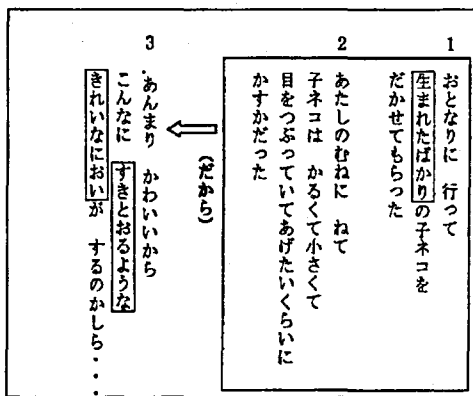 1
おとなりに　行って
生まれたばかりの子ネコを
だかせてもらった
2
あたしのむねに　ねて
子ネコは　かるくて小さくて
目をつぶっていてあげたいくらいに
かすかだった
(だから)
3
あんまり　かわいいから
こんなに　すきとおるような
きれいなにおいが　するのかしら・・・